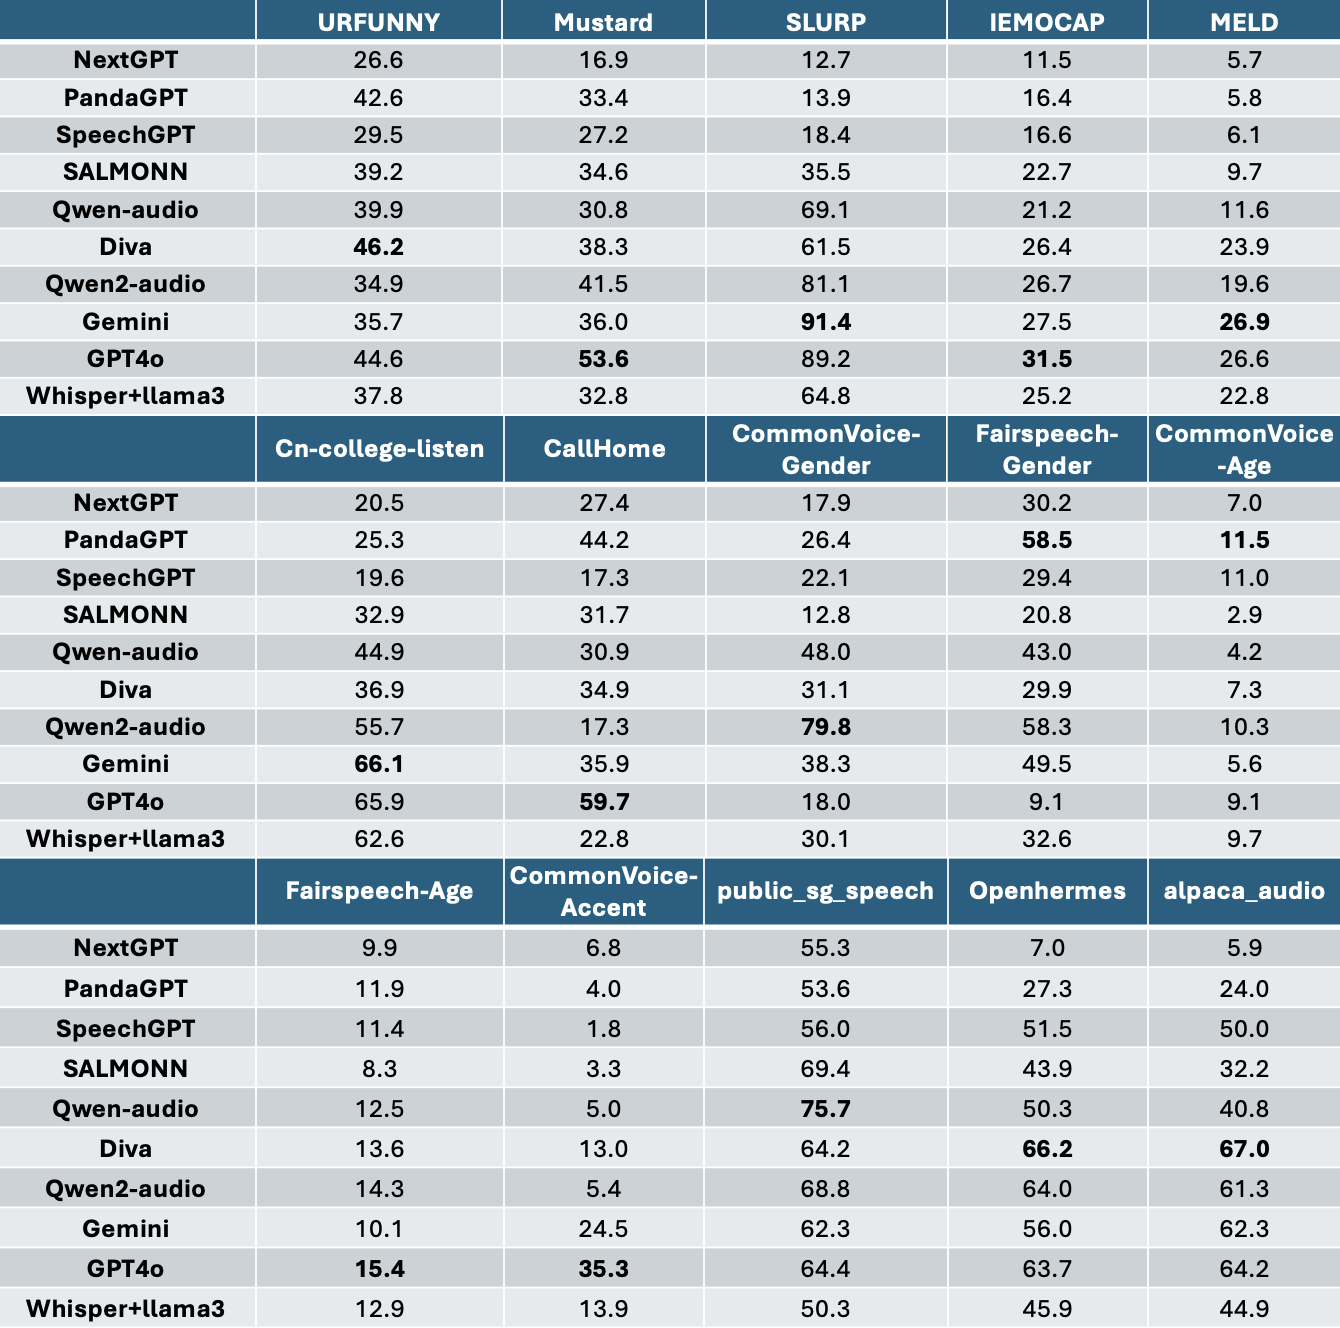 URFUNNY Mustard SLURP IEMOCAP MELD
NextGPT 26.6 16.9 12.7 11.5 5.7
PandaGPT 42.6 33.4 13.9 16.4 5.8
SpeechGPT 29.5 27.2 18.4 16.6 6.1
SALMONN 39.2 34.6 35.5 22.7 9.7
Qwen-audio 39.9 30.8 69.1 21.2 11.6
Diva 46.2 38.3 61.5 26.4 23.9
Qwen2-audio 34.9 41.5 81.1 26.7 19.6
Gemini 35.7 36.0 91.4 27.5 26.9
GPT4o 44.6 53.6 89.2 31.5 26.6
Whisper+llama3 37.8 32.8 64.8 25.2 22.8
Cn-college-listen CallHome CommonVoice- Fairspeech- CommonVoice
Gender Gender -Age
NextGPT 20.5 27.4 17.9 30.2 7.0
PandaGPT 25.3 44.2 26.4 58.5 11.5
SpeechGPT 19.6 17.3 22.1 29.4 11.0
SALMONN 32.9 31.7 12.8 20.8 2.9
Qwen-audio 44.9 30.9 48.0 43.0 4.2
Diva 36.9 34.9 31.1 29.9 7.3
Qwen2-audio 55.7 17.3 79.8 58.3 10.3
Gemini 66.1 35.9 38.3 49.5 5.6
GPT4o 65.9 59.7 18.0 9.1 9.1
Whisper+llama3 62.6 22.8 30.1 32.6 9.7
Fairspeech-Age CommonVoice- public_sg_speech Openhermes alpaca_audio
Accent
NextGPT 9.9 6.8 55.3 7.0 5.9
PandaGPT 11.9 4.0 53.6 27.3 24.0
SpeechGPT 11.4 1.8 56.0 51.5 50.0
SALMONN 8.3 3.3 69.4 43.9 32.2
Qwen-audio 12.5 5.0 75.7 50.3 40.8
Diva 13.6 13.0 64.2 66.2 67.0
Qwen2-audio 14.3 5.4 68.8 64.0 61.3
Gemini 10.1 24.5 62.3 56.0 62.3
GPT4o 15.4 35.3 64.4 63.7 64.2
Whisper+llama3 12.9 13.9 50.3 45.9 44.9